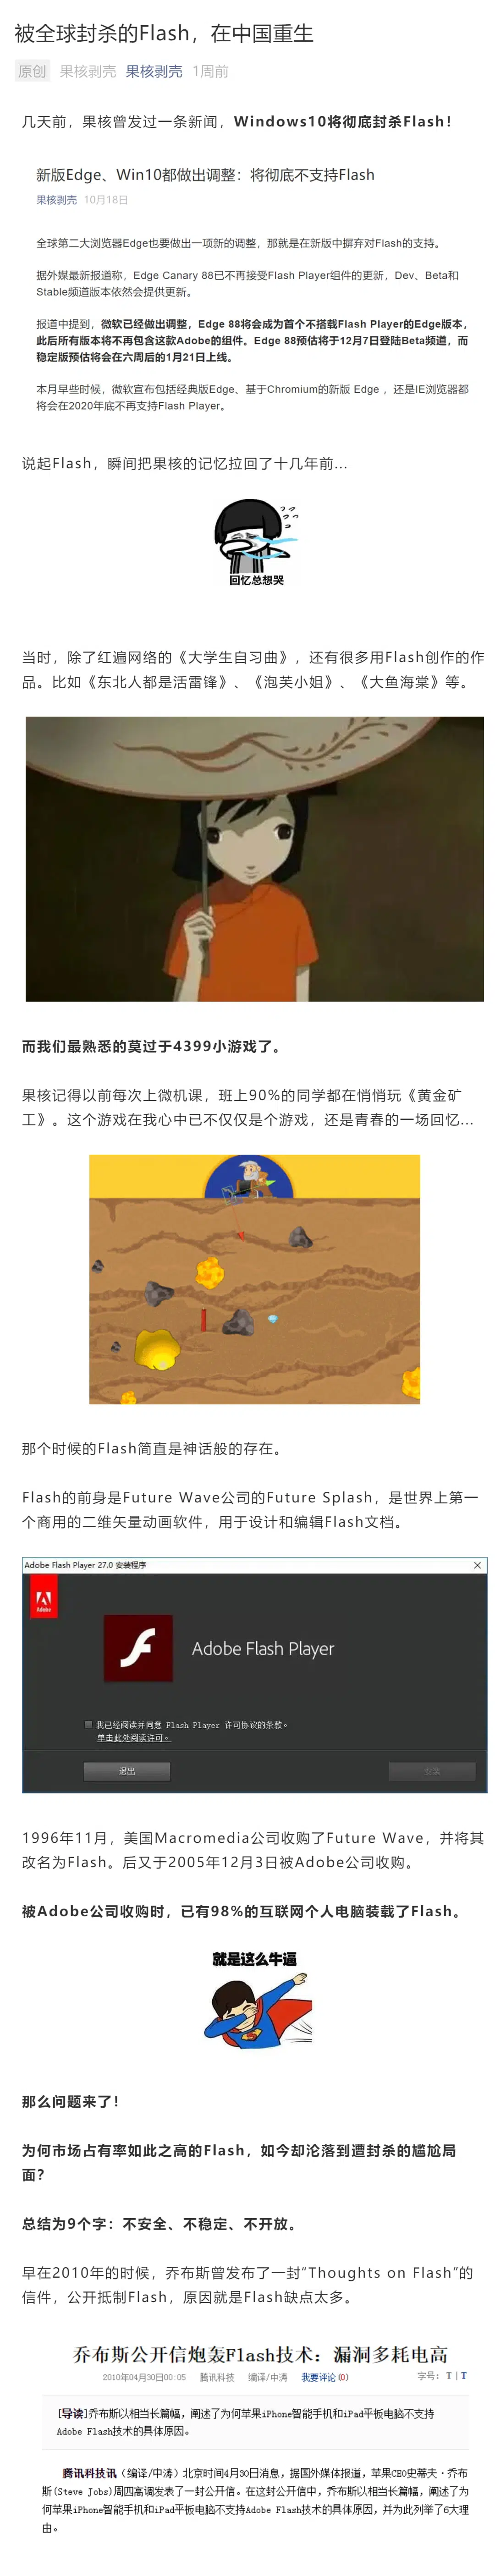 被全球封杀的Flash，在中国重生
原创 果核剥壳 果核剥壳 1周前
几天前，果核曾发过一条新闻，Windows10将彻底封杀Flash！
新版Edge、Win10都做出调整：将彻底不支持Flash
果核剥壳 10月18日
全球第二大浏览器Edge也要做出一项新的调整，那就是在新版中摒弃对Flash的支持。
据外媒最新报道称，Edge Canary 88已不再接受Flash Player组件的更新，Dev、Beta和
Stable频道版本依然会提供更新。
报道中提到，微软已经做出调整，Edge 88将会成为首个不搭载Flash Player的Edge版本，
此后所有版本将不再包含这款Adobe的组件。Edge 88预估将于12月7日登陆Beta频道，而
稳定版预估将会在六周后的1月21日上线。
本月早些时候，微软宣布包括经典版Edge、基于Chromium的新版 Edge ，还是IE浏览器都
将会在2020年底不再支持Flash Player。
说起Flash，瞬间把果核的记忆拉回了十几年前...
回忆总想哭
当时，除了红遍网络的《大学生自习曲》，还有很多用Flash创作的作
品。比如《东北人都是活雷锋》、《泡芙小姐》、《大鱼海棠》等。
而我们最熟悉的莫过于4399小游戏了。
果核记得以前每次上微机课，班上90%的同学都在悄悄玩《黄金矿
工》。这个游戏在我心中已不仅仅是个游戏，还是青春的一场回忆...
那个时候的Flash简直是神话般的存在。
Flash的前身是Future Wave公司的Future Splash，是世界上第一
个商用的二维矢量动画软件，用于设计和编辑Flash文档。
Adobe Flash Player 27.0 安装程序
Adobe
Adobe Flash Player
我已经阅读并同意 Flash Player 许可协议的条款。
单击此处阅读许可。
退出
安装
1996年11月，美国Macromedia公司收购了Future Wave，并将其
改名为Flash。后又于2005年12月3日被Adobe公司收购。
被Adobe公司收购时，已有98%的互联网个人电脑装载了Flash。
就是这么牛逼
那么问题来了！
为何市场占有率如此之高的Flash，如今却沦落到遭封杀的尴尬局
面？
总结为9个字：不安全、不稳定、不开放。
早在2010年的时候，乔布斯曾发布了一封“Thoughts on Flash”的
信件，公开抵制Flash，原因就是Flash缺点太多。
乔布斯公开信炮轰Flash技术：漏洞多耗电高
2010年04月30日00:05 腾讯科技 编译/中涛 我要评论(0) 字号：T|T
[导读]乔布斯以相当长篇幅，阐述了为何苹果iPhone智能手机和iPad平板电脑不支持
Adobe Flash技术的具体原因。
腾讯科技讯（编译/中涛）北京时间4月30日消息，据国外媒体报道，苹果CEO史蒂夫·乔布
斯(Steve Jobs)周四高调发表了一封公开信。在这封公开信中，乔布斯以相当长篇幅，阐述了为
何苹果iPhone智能手机和iPad平板电脑不支持Adobe Flash技术的具体原因，并为此列举了6大理
由。